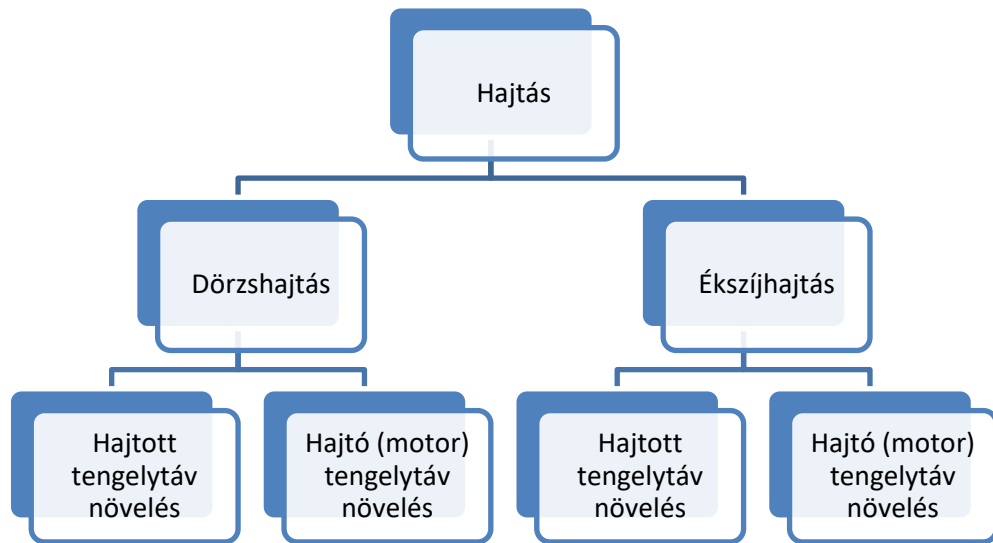 Hajtás
Dörzshajtás
Ékszíjhajtás
Hajtott
tengelytáv
növelés
Hajtó (motor)
tengelytáv
növelés
Hajtott
tengelytáv
növelés
Hajtó (motor)
tengelytáv
növelés